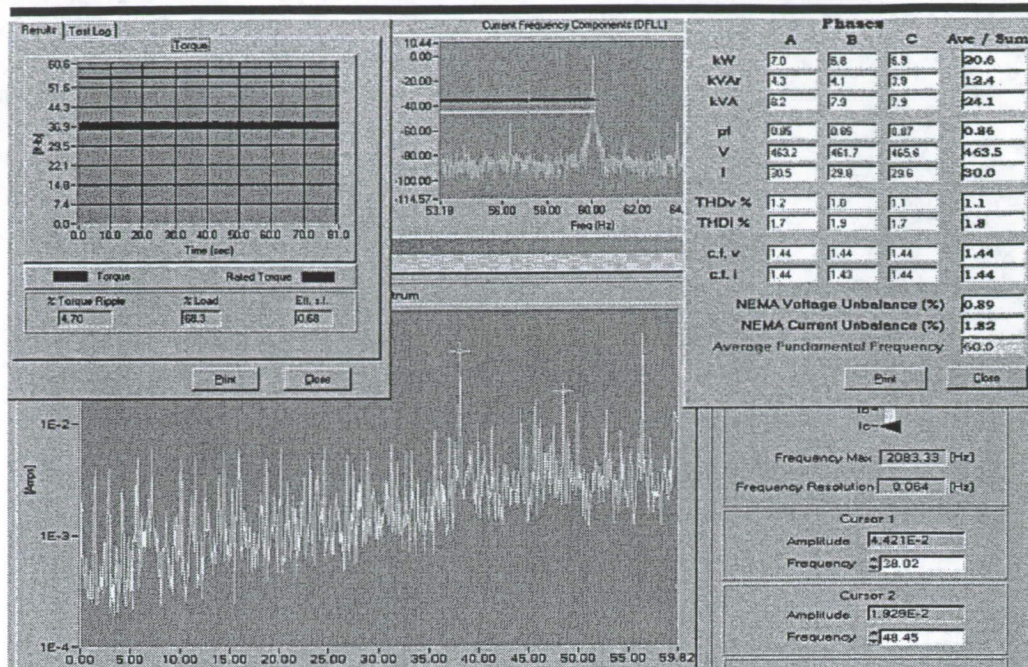 Results Test Log
Torque
60.6
51.6
44.3
36.9
29.5
22.1
14.8
7.4
0.0
[ft-lb]
0.0 10.0 20.0 30.0 40.0 50.0 60.0 70.0 81.0
Time (sec)
Torque Rated Torque
% Torque Ripple % Load Eff. s.f.
4.70 68.3 0.68
Print Close
Current Frequency Components (DFLL)
10.44
0.00
-20.00
-40.00
-60.00
-80.00
-100.00
-114.57
53.19 56.00 58.00 60.00 62.00 64.
Freq (Hz)
Phases
A B C Ave / Sum
kW 7.0 6.8 6.9 20.6
kVAr 4.3 4.1 3.9 12.4
kVA 8.2 7.9 7.9 24.1
pf 0.85 0.85 0.87 0.86
V 463.2 461.7 465.6 463.5
I 30.5 29.8 29.6 30.0
THDv % 1.2 1.0 1.1 1.1
THDi % 1.7 1.9 1.7 1.8
c.f. v 1.44 1.44 1.44 1.44
c.f. i 1.44 1.43 1.44 1.44
NEMA Voltage Unbalance (%) 0.89
NEMA Current Unbalance (%) 1.82
Average Fundamental Frequency 60.0
Print Close
trum
1E-2
1E-3
1E-4
[Amps]
0.00 5.00 10.00 15.00 20.00 25.00 30.00 35.00 40.00 45.00 50.00 55.00 59.82
Ic
Frequency Max 2083.33 [Hz]
Frequency Resolution 0.064 [Hz]
Cursor 1
Amplitude 4.421E-2
Frequency 38.02
Cursor 2
Amplitude 1.929E-2
Frequency 48.45